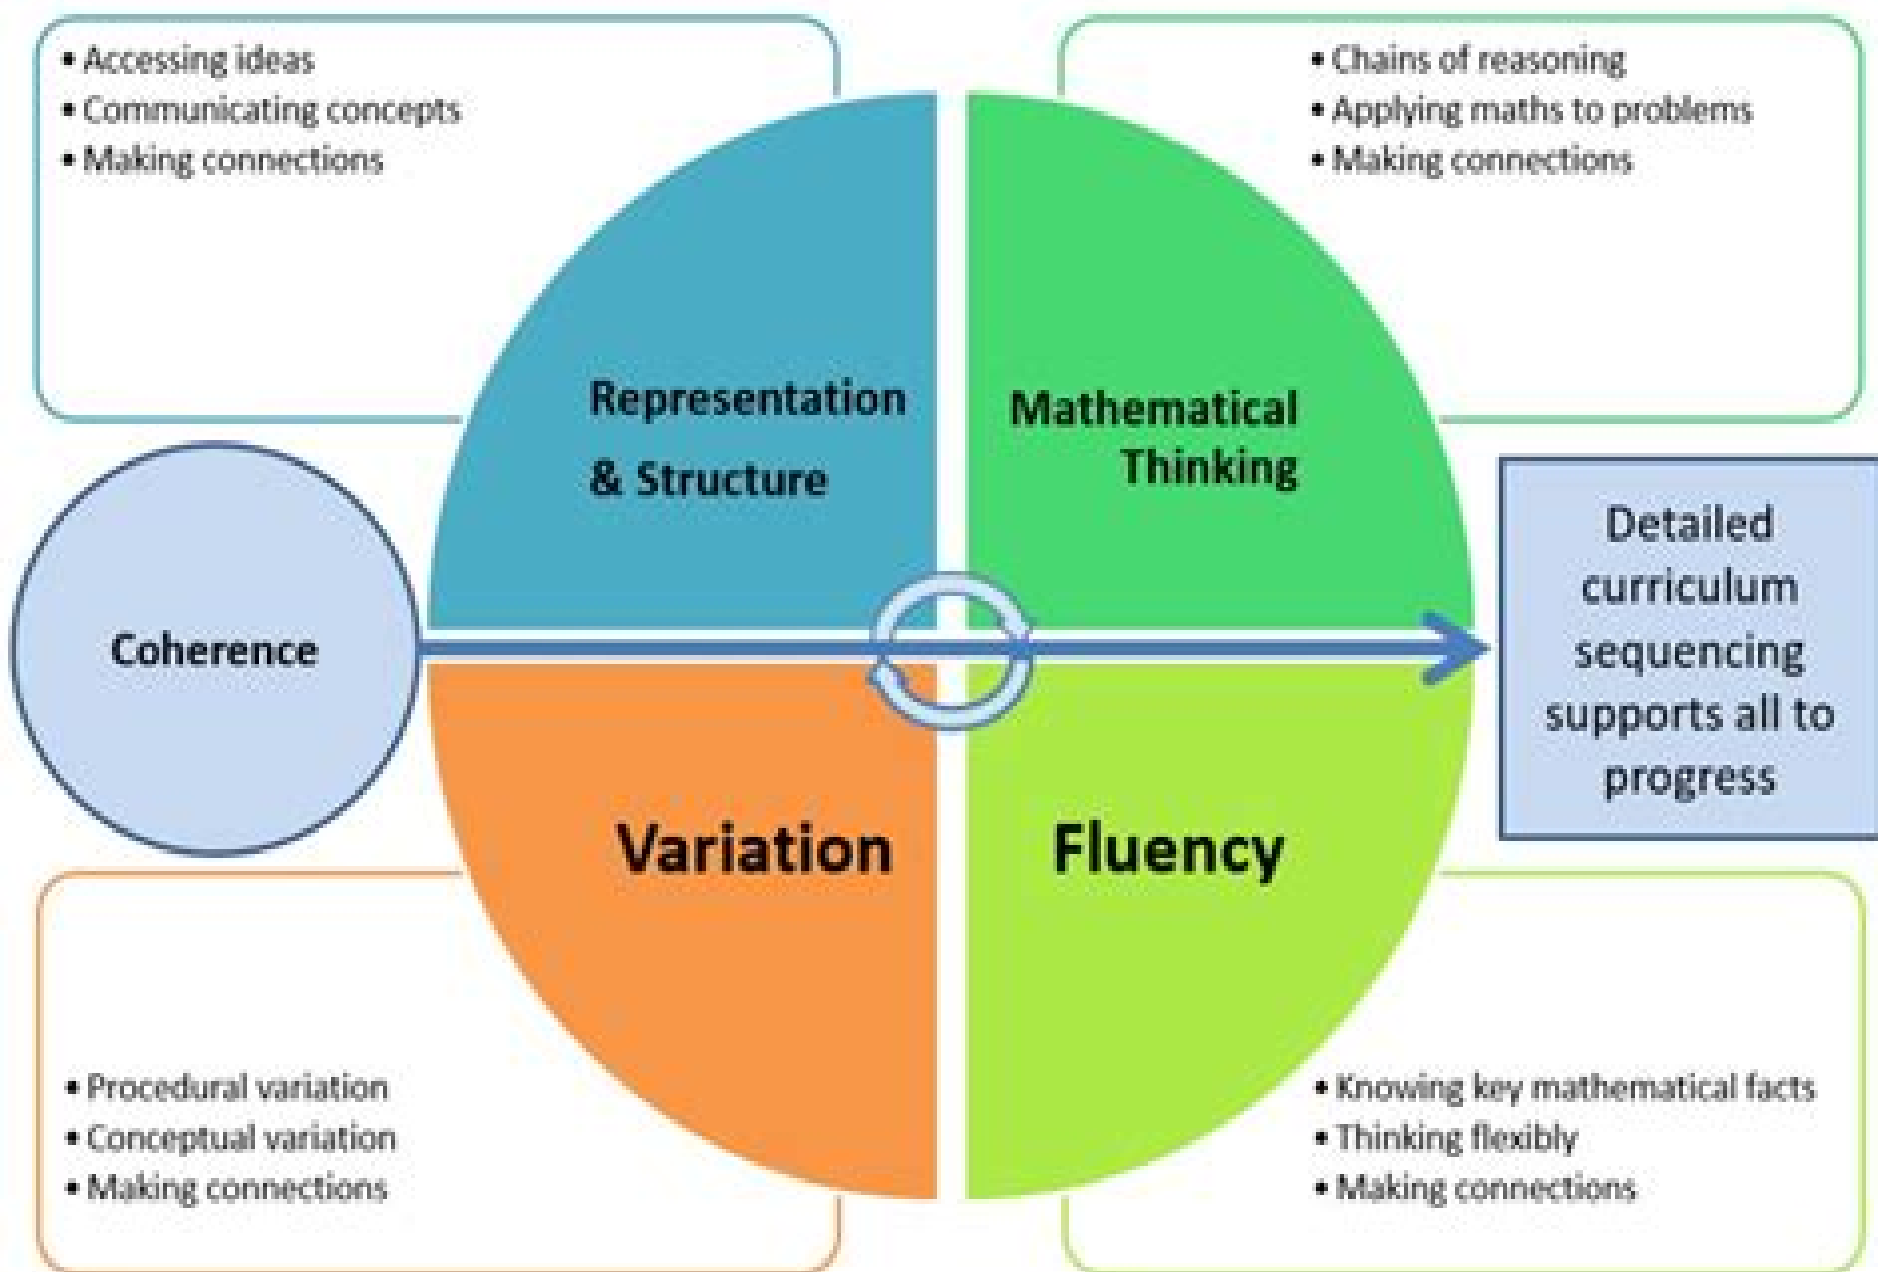 • Accessing ideas
• Communicating concepts
• Making connections
• Chains of reasoning
• Applying maths to problems
• Making connections
Representation
& Structure
Mathematical
Thinking
Coherence
Detailed
curriculum
sequencing
supports all to
progress
Variation
Fluency
• Procedural variation
• Conceptual variation
• Making connections
• Knowing key mathematical facts
• Thinking flexibly
• Making connections